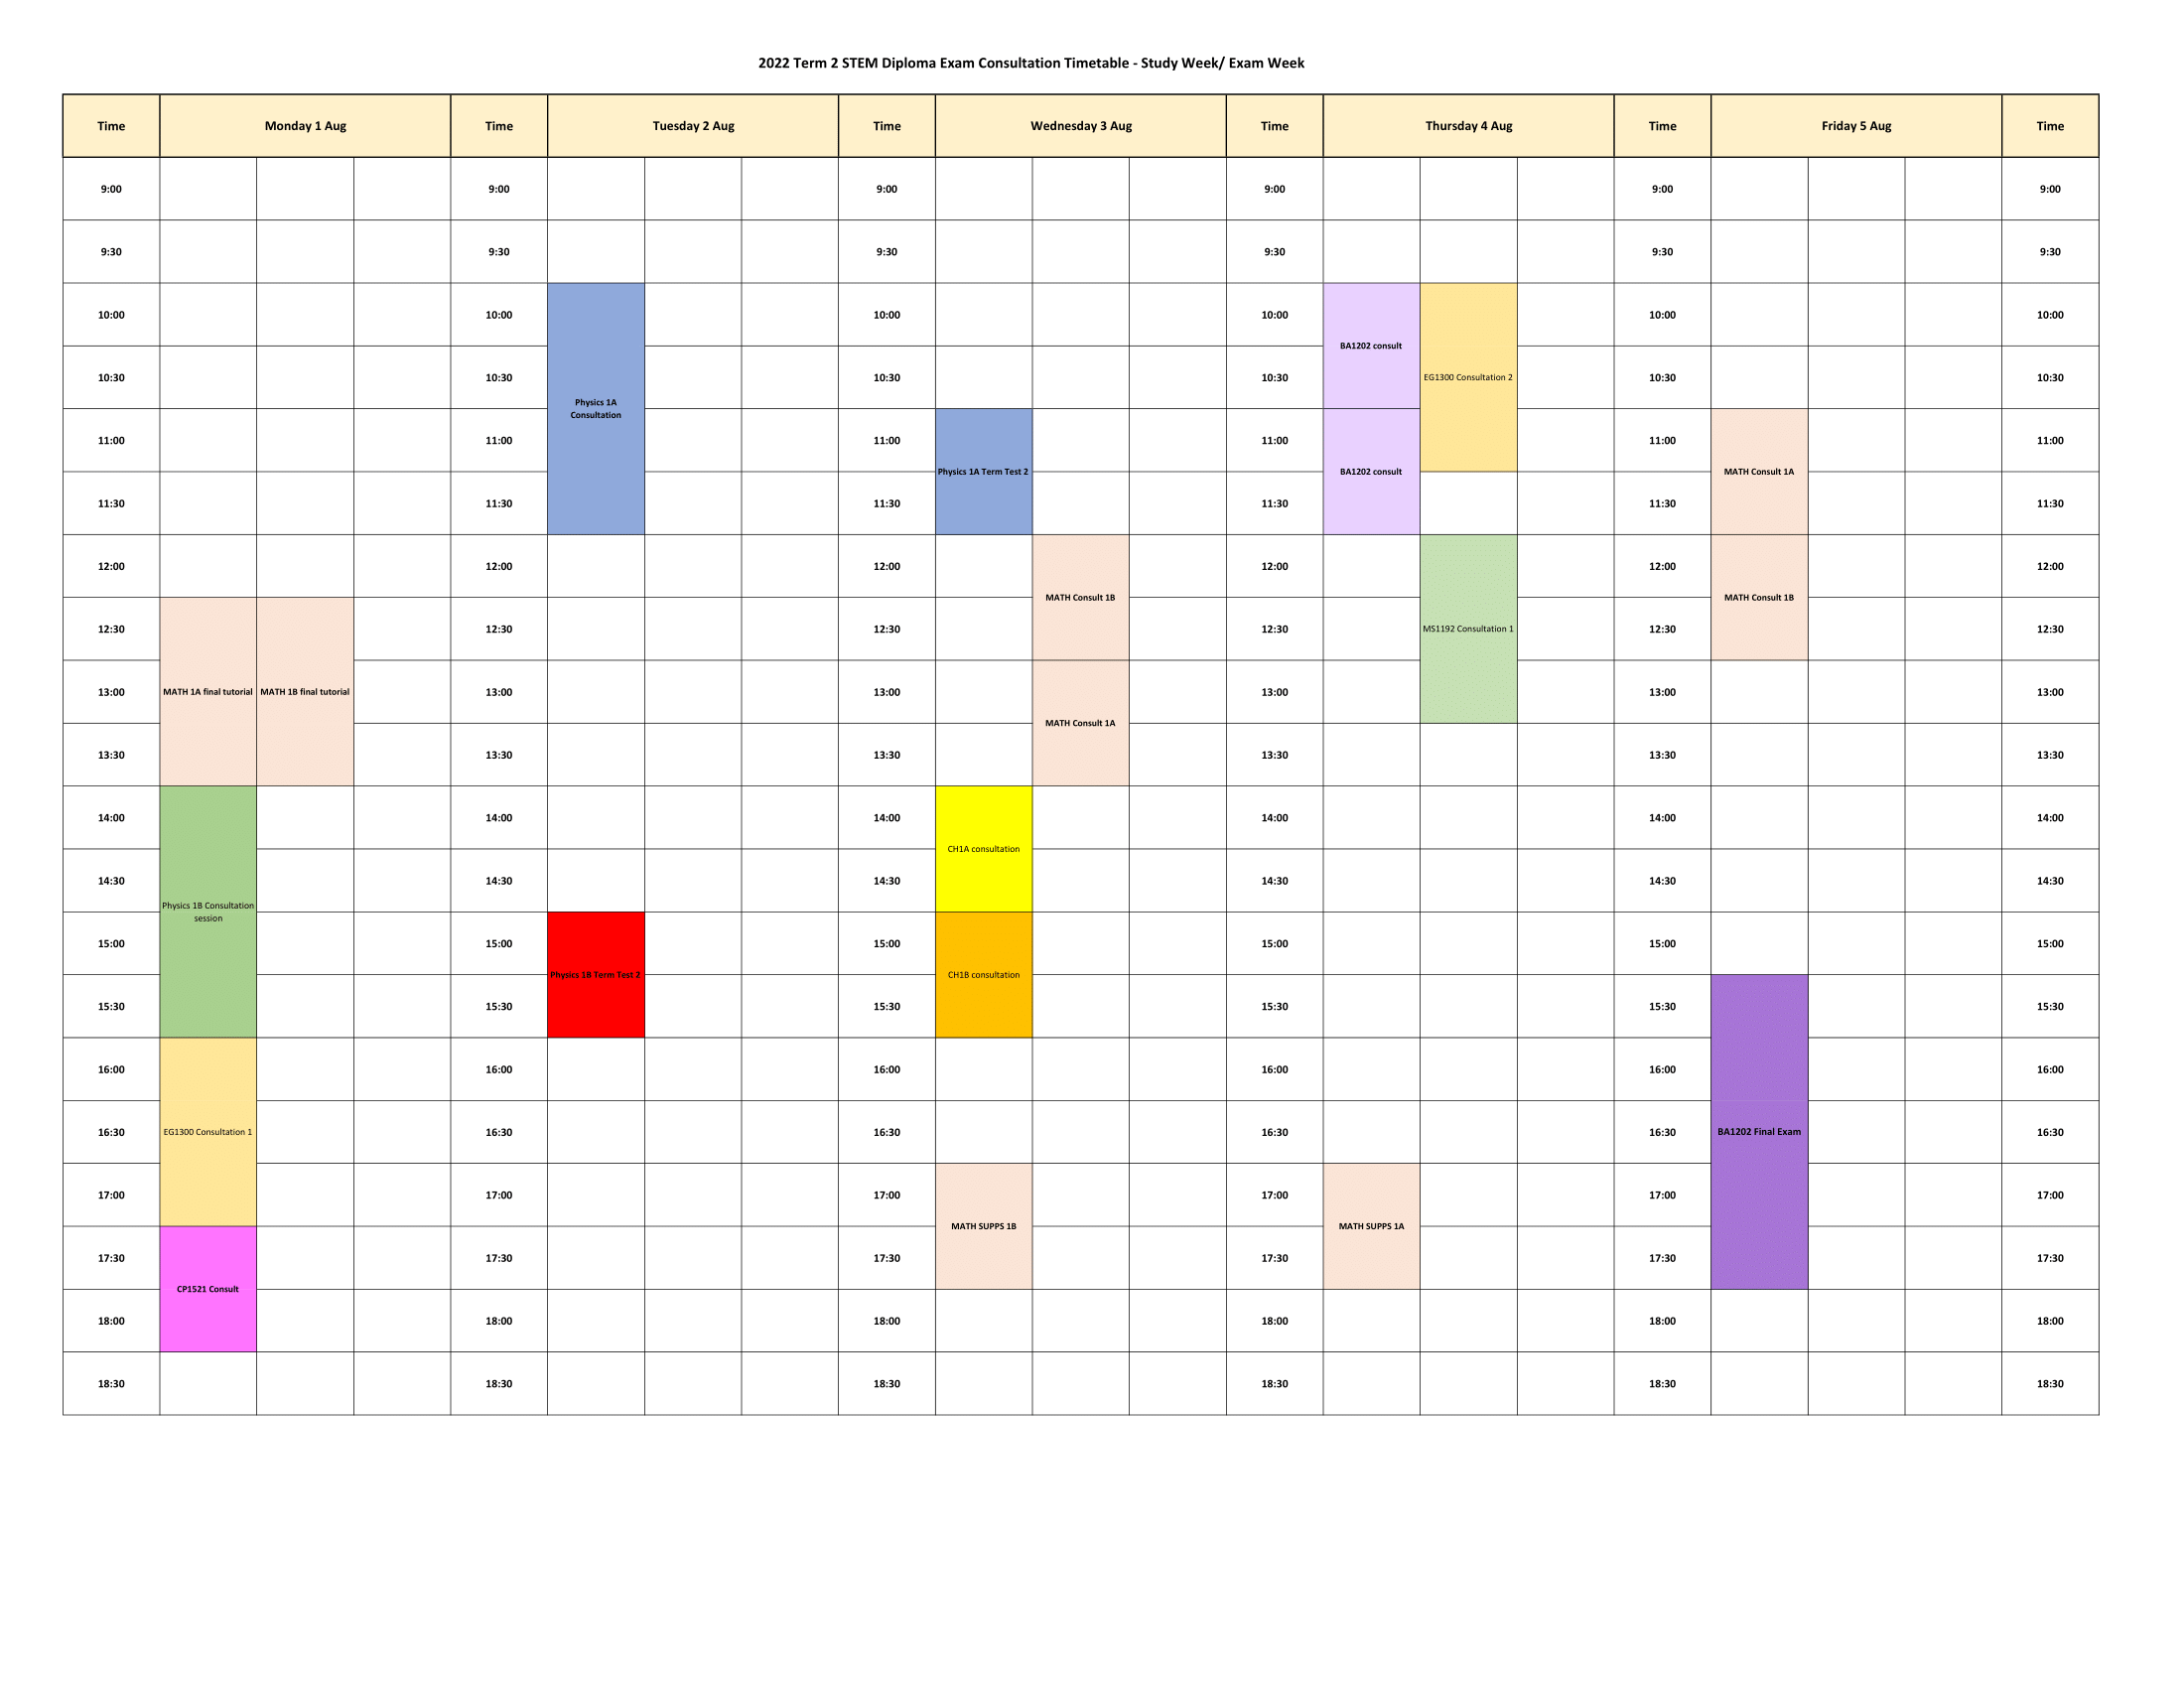 2022 Term 2 STEM Diploma Exam Consultation Timetable - Study Week/ Exam Week
Time Monday 1 Aug Time Tuesday 2 Aug Time Wednesday 3 Aug Time Thursday 4 Aug Time Friday 5 Aug Time
9:00 9:00 9:00 9:00 9:00 9:00
9:30 9:30 9:30 9:30 9:30 9:30
10:00 10:00 10:00 10:00 10:00 10:00
BA1202 consult
10:30 10:30 10:30 10:30 EG1300 Consultation 2 10:30 10:30
Physics 1A
Consultation
11:00 11:00 11:00 11:00 11:00 11:00
Physics 1A Term Test 2 BA1202 consult MATH Consult 1A
11:30 11:30 11:30 11:30 11:30 11:30
12:00 12:00 12:00 12:00 12:00 12:00
MATH Consult 1B MATH Consult 1B
12:30 12:30 12:30 12:30 MS1192 Consultation 1 12:30 12:30
13:00 MATH 1A final tutorial MATH 1B final tutorial 13:00 13:00 13:00 13:00 13:00
MATH Consult 1A
13:30 13:30 13:30 13:30 13:30 13:30
14:00 14:00 14:00 14:00 14:00 14:00
CH1A consultation
14:30 14:30 14:30 14:30 14:30 14:30
Physics 1B Consultation
session
15:00 15:00 15:00 15:00 15:00 15:00
Physics 1B Term Test 2 CH1B consultation
15:30 15:30 15:30 15:30 15:30 15:30
16:00 16:00 16:00 16:00 16:00 16:00
16:30 EG1300 Consultation 1 16:30 16:30 16:30 16:30 BA1202 Final Exam 16:30
17:00 17:00 17:00 17:00 17:00 17:00
MATH SUPPS 1B MATH SUPPS 1A
17:30 17:30 17:30 17:30 17:30 17:30
CP1521 Consult
18:00 18:00 18:00 18:00 18:00 18:00
18:30 18:30 18:30 18:30 18:30 18:30